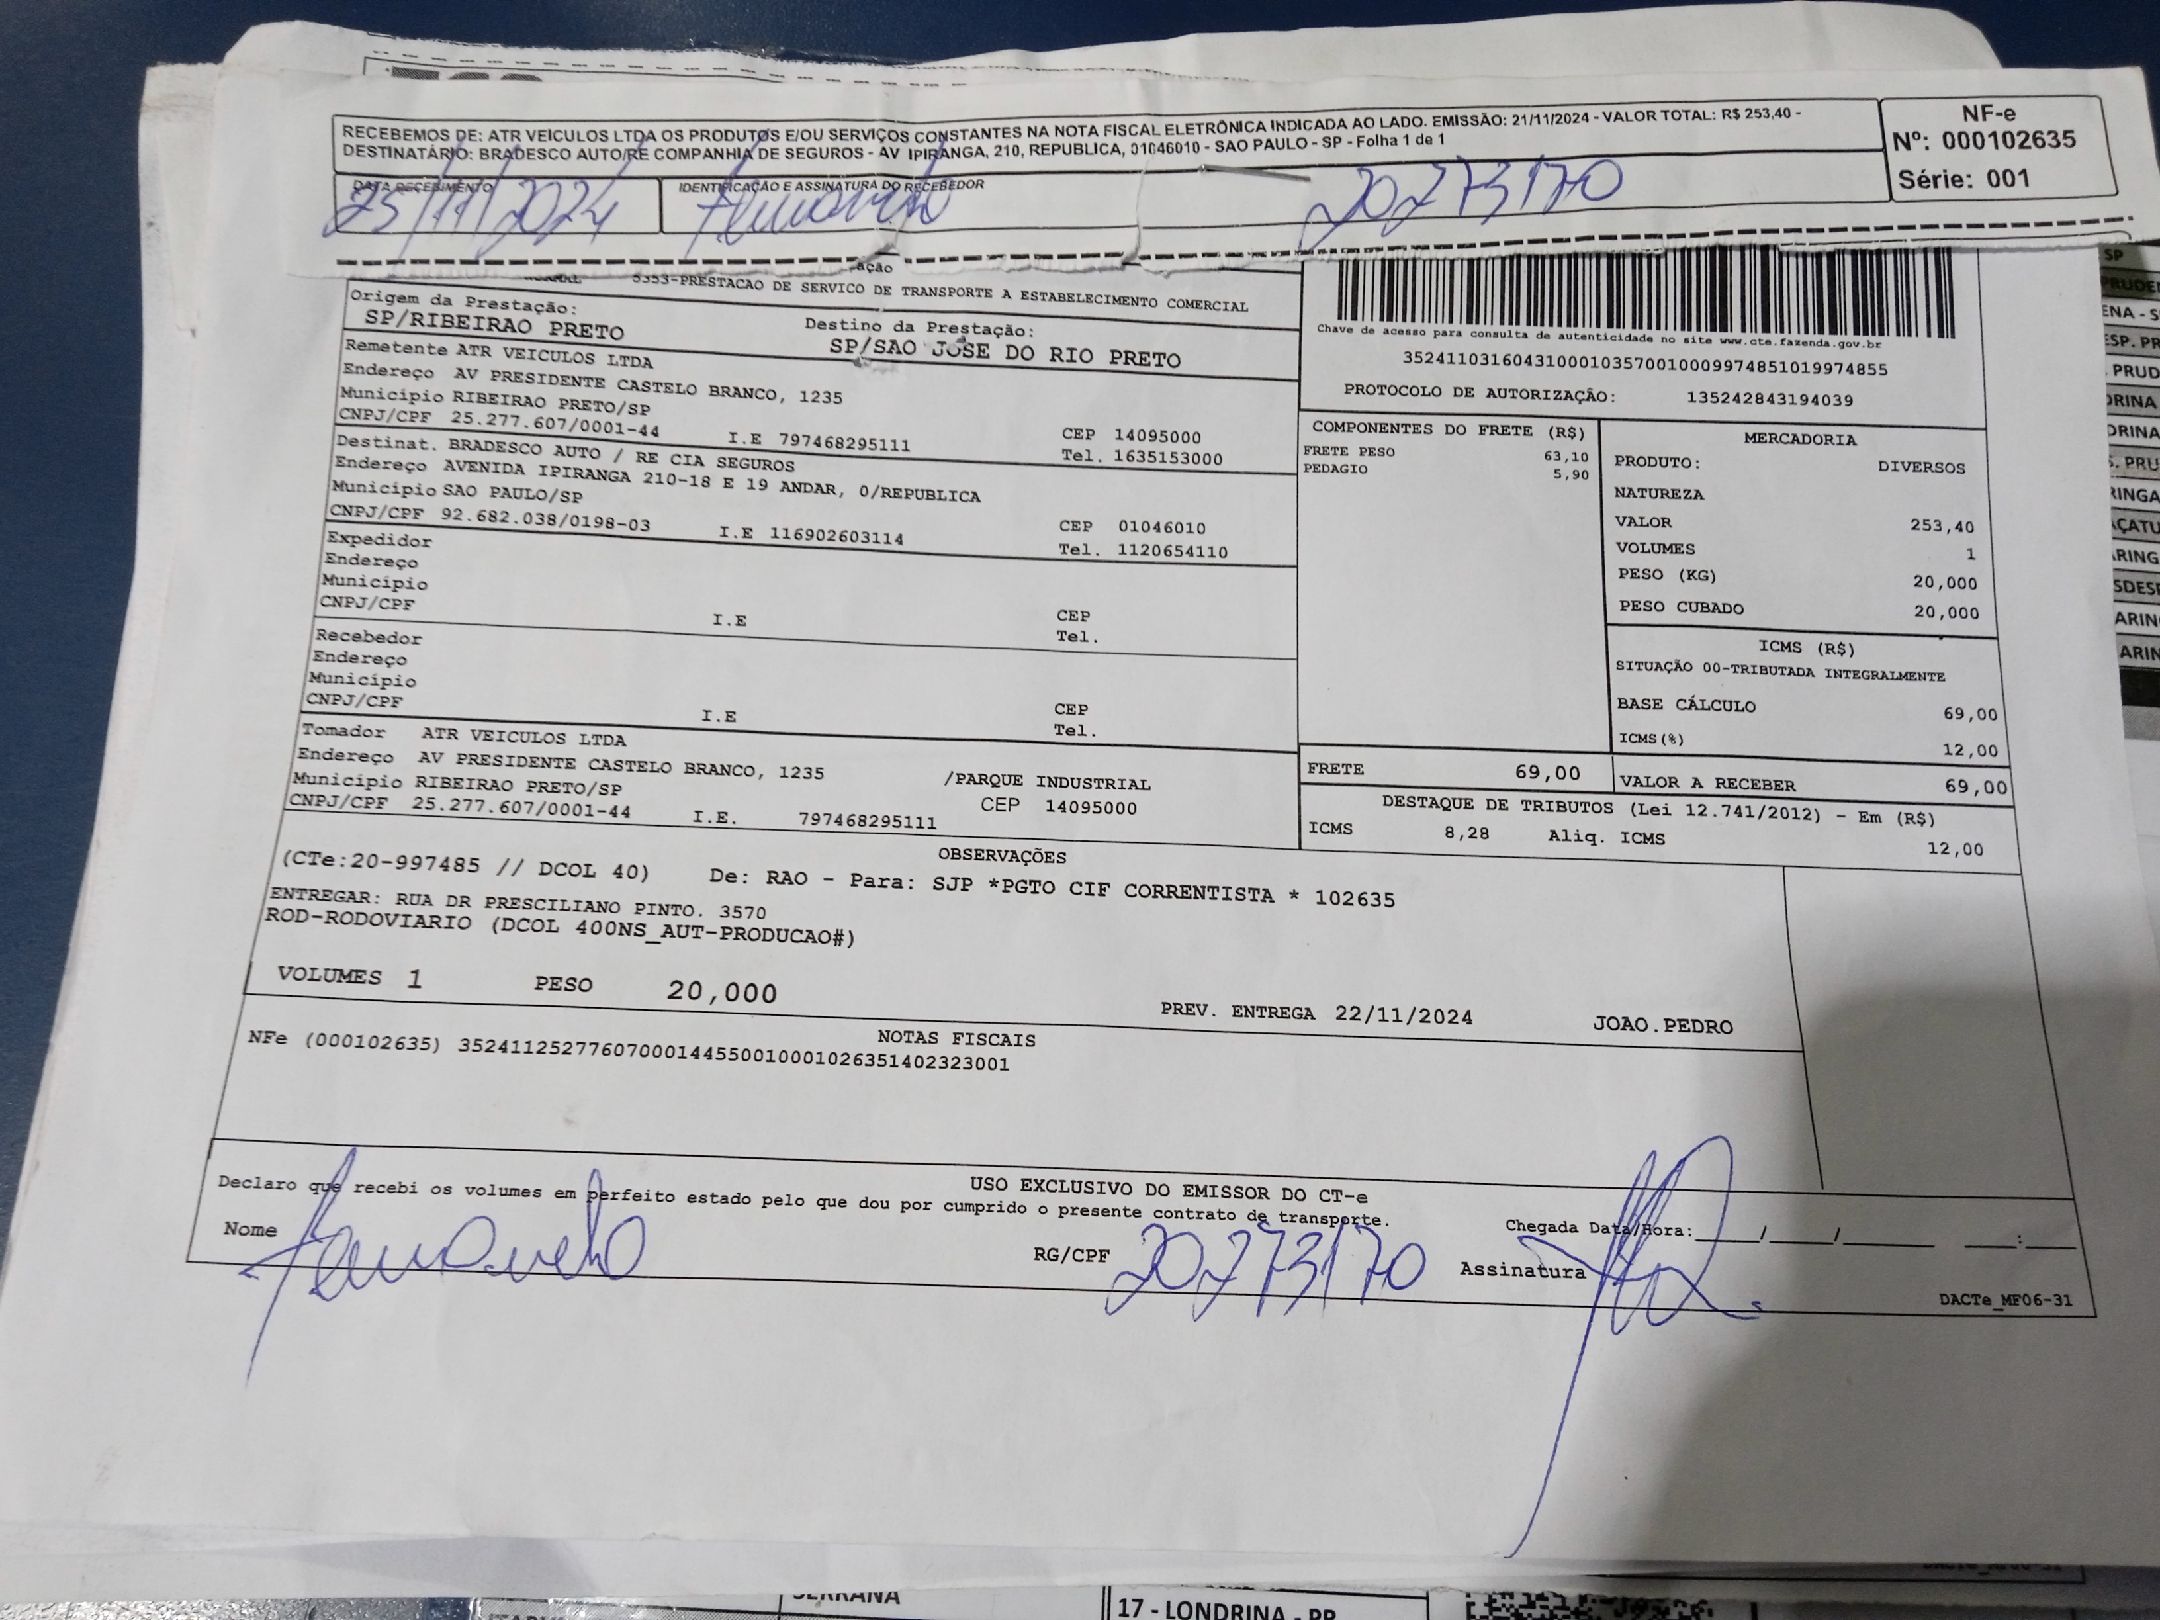 RECEBEMOS DE: ATR VEICULOS LTDA OS PRODUTOS E/OU SERVIÇOS CONSTANTES NA NOTA FISCAL ELETRÔNICA INDICADA AO LADO. EMISSÃO: 21/11/2024 - VALOR TOTAL: R$ 253,40 -
DESTINATÁRIO: BRADESCO AUTO/RE COMPANHIA DE SEGUROS - AV IPIRANGA, 210, REPUBLICA, 01046010 - SAO PAULO - SP - Folha 1 de 1
NF-e
Nº: 000102635
Série: 001
DATA RECEBIMENTO
25/11/2024
IDENTIFICAÇÃO E ASSINATURA DO RECEBEDOR
20273170
5353-PRESTACAO DE SERVICO DE TRANSPORTE A ESTABELECIMENTO COMERCIAL
Origem da Prestação:
SP/RIBEIRAO PRETO
Destino da Prestação:
SP/SAO JOSE DO RIO PRETO
Remetente ATR VEICULOS LTDA
Endereço AV PRESIDENTE CASTELO BRANCO, 1235
Município RIBEIRAO PRETO/SP CEP 14095000
CNPJ/CPF 25.277.607/0001-44 I.E 797468295111 Tel. 1635153000
Destinat. BRADESCO AUTO / RE CIA SEGUROS
Endereço AVENIDA IPIRANGA 210-18 E 19 ANDAR, 0/REPUBLICA
Município SAO PAULO/SP CEP 01046010
CNPJ/CPF 92.682.038/0198-03 I.E 116902603114 Tel. 1120654110
Expedidor
Endereço
Município CEP
CNPJ/CPF I.E Tel.
Recebedor
Endereço
Município CEP
CNPJ/CPF I.E Tel.
Tomador ATR VEICULOS LTDA
Endereço AV PRESIDENTE CASTELO BRANCO, 1235 /PARQUE INDUSTRIAL
Município RIBEIRAO PRETO/SP CEP 14095000
CNPJ/CPF 25.277.607/0001-44 I.E. 797468295111
Chave de acesso para consulta de autenticidade no site www.cte.fazenda.gov.br
35241103160431000103570010009974851019974855
PROTOCOLO DE AUTORIZAÇÃO: 135242843194039
COMPONENTES DO FRETE (R$)
FRETE PESO 63,10
PEDAGIO 5,90
MERCADORIA
PRODUTO: DIVERSOS
NATUREZA
VALOR 253,40
VOLUMES 1
PESO (KG) 20,000
PESO CUBADO 20,000
ICMS (R$)
SITUAÇÃO 00-TRIBUTADA INTEGRALMENTE
BASE CÁLCULO 69,00
ICMS(%) 12,00
FRETE 69,00
VALOR A RECEBER 69,00
DESTAQUE DE TRIBUTOS (Lei 12.741/2012) - Em (R$)
ICMS 8,28 Aliq. ICMS 12,00
OBSERVAÇÕES
(CTe:20-997485 // DCOL 40) De: RAO - Para: SJP *PGTO CIF CORRENTISTA * 102635
ENTREGAR: RUA DR PRESCILIANO PINTO. 3570
ROD-RODOVIARIO (DCOL 400NS_AUT-PRODUCAO#)
VOLUMES 1 PESO 20,000 PREV. ENTREGA 22/11/2024 JOAO.PEDRO
NOTAS FISCAIS
NFe (000102635) 35241125277607000144550010001026351402323001
USO EXCLUSIVO DO EMISSOR DO CT-e
Declaro que recebi os volumes em perfeito estado pelo que dou por cumprido o presente contrato de transporte.
Chegada Data/Hora:
Nome
RG/CPF 20273170
Assinatura
DACTe_MF06-31
SERRANA
17 - LONDRINA - PR